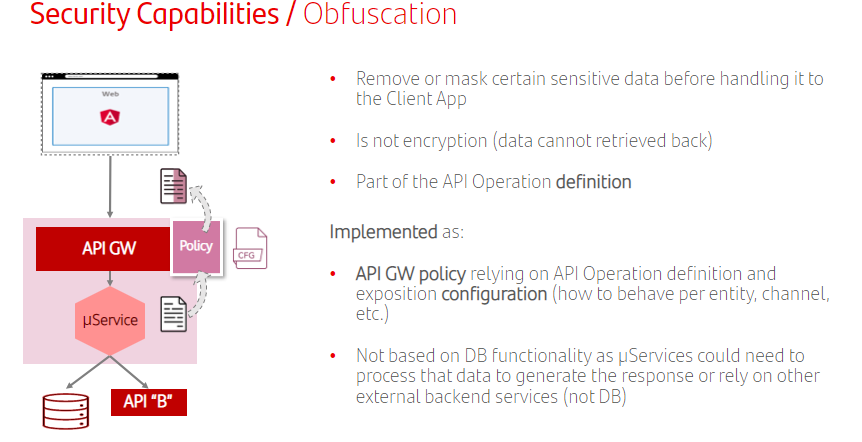 Security Capabilities / Obfuscation
Web
A
API GW
Policy
CFG
µService
API “B”
• Remove or mask certain sensitive data before handling it to
the Client App
• Is not encryption (data cannot retrieved back)
• Part of the API Operation definition
Implemented as:
• API GW policy relying on API Operation definition and
exposition configuration (how to behave per entity, channel,
etc.)
• Not based on DB functionality as µServices could need to
process that data to generate the response or rely on other
external backend services (not DB)